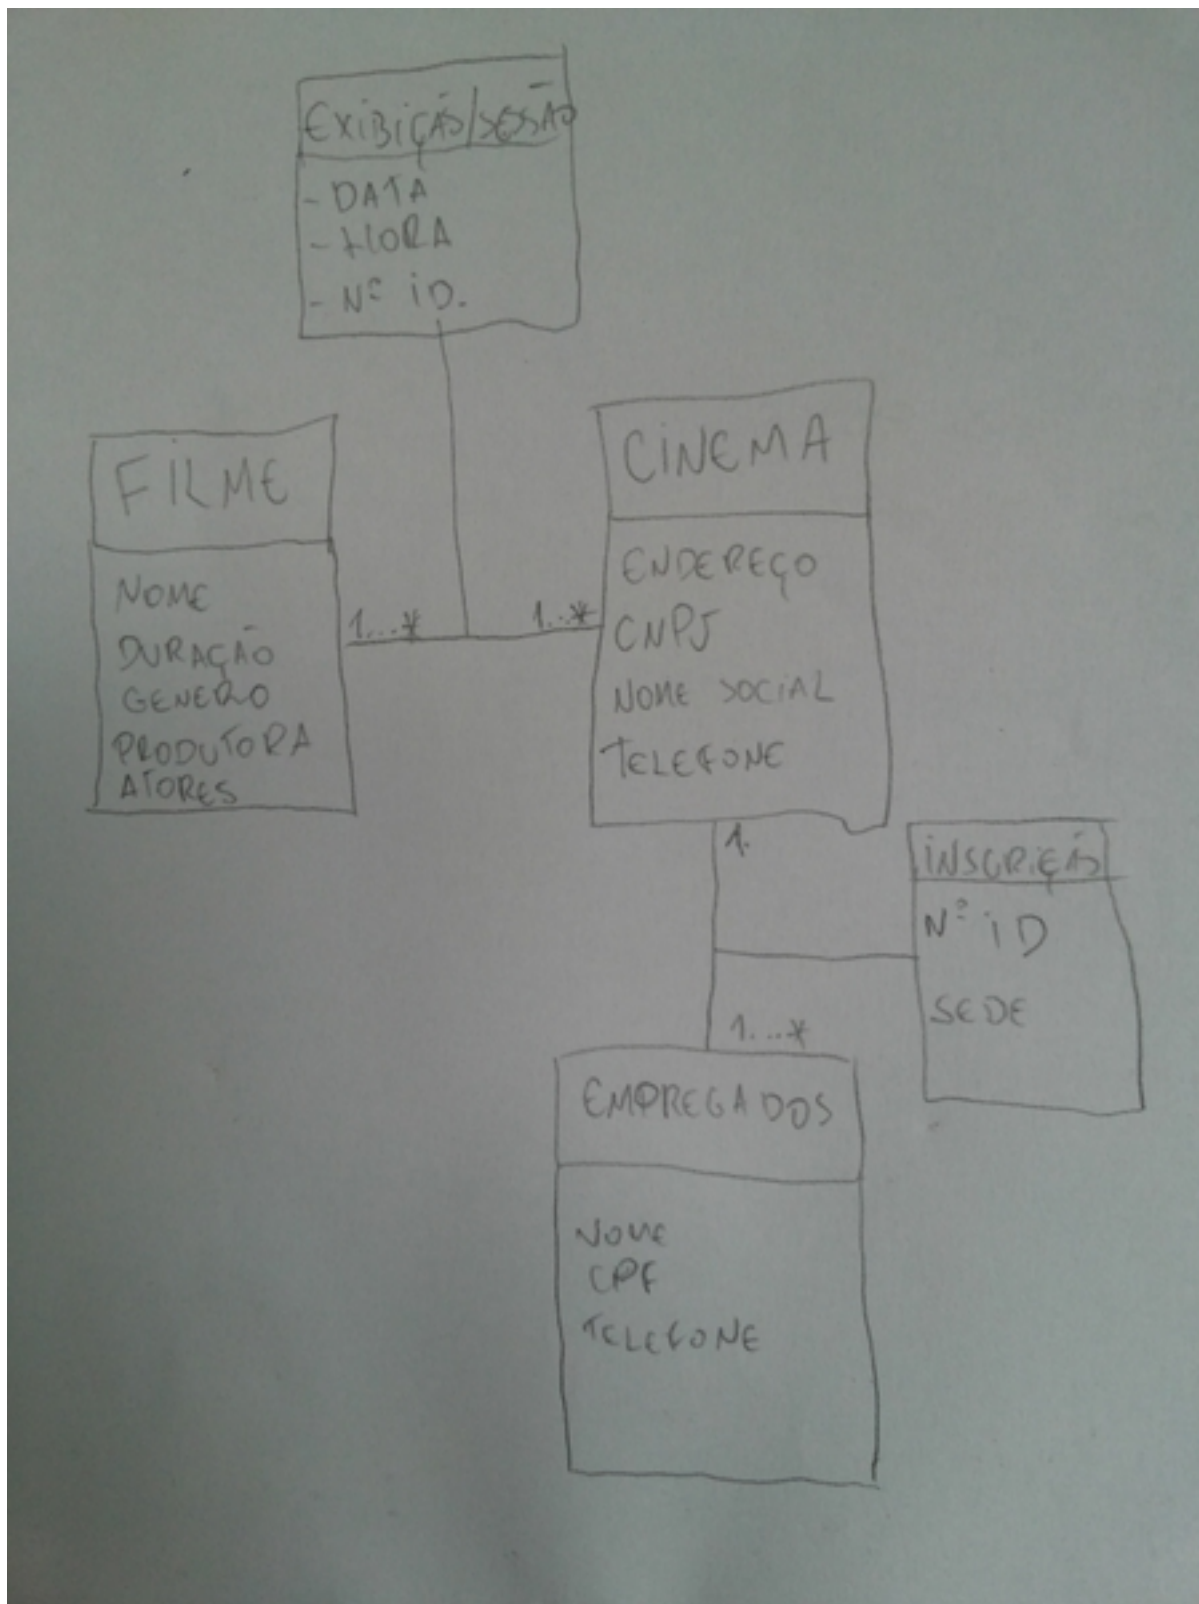 EXIBIÇÃO/SESSÃO
- DATA
- HORA
- Nº ID.
FILME
NOME
DURAÇÃO
GENERO
PRODUTORA
ATORES
1...*
1...*
CINEMA
ENDEREÇO
CNPJ
NOME SOCIAL
TELEFONE
1.
INSCRIÇÃO
Nº ID
SEDE
1....*
EMPREGADOS
NOME
CPF
TELEFONE